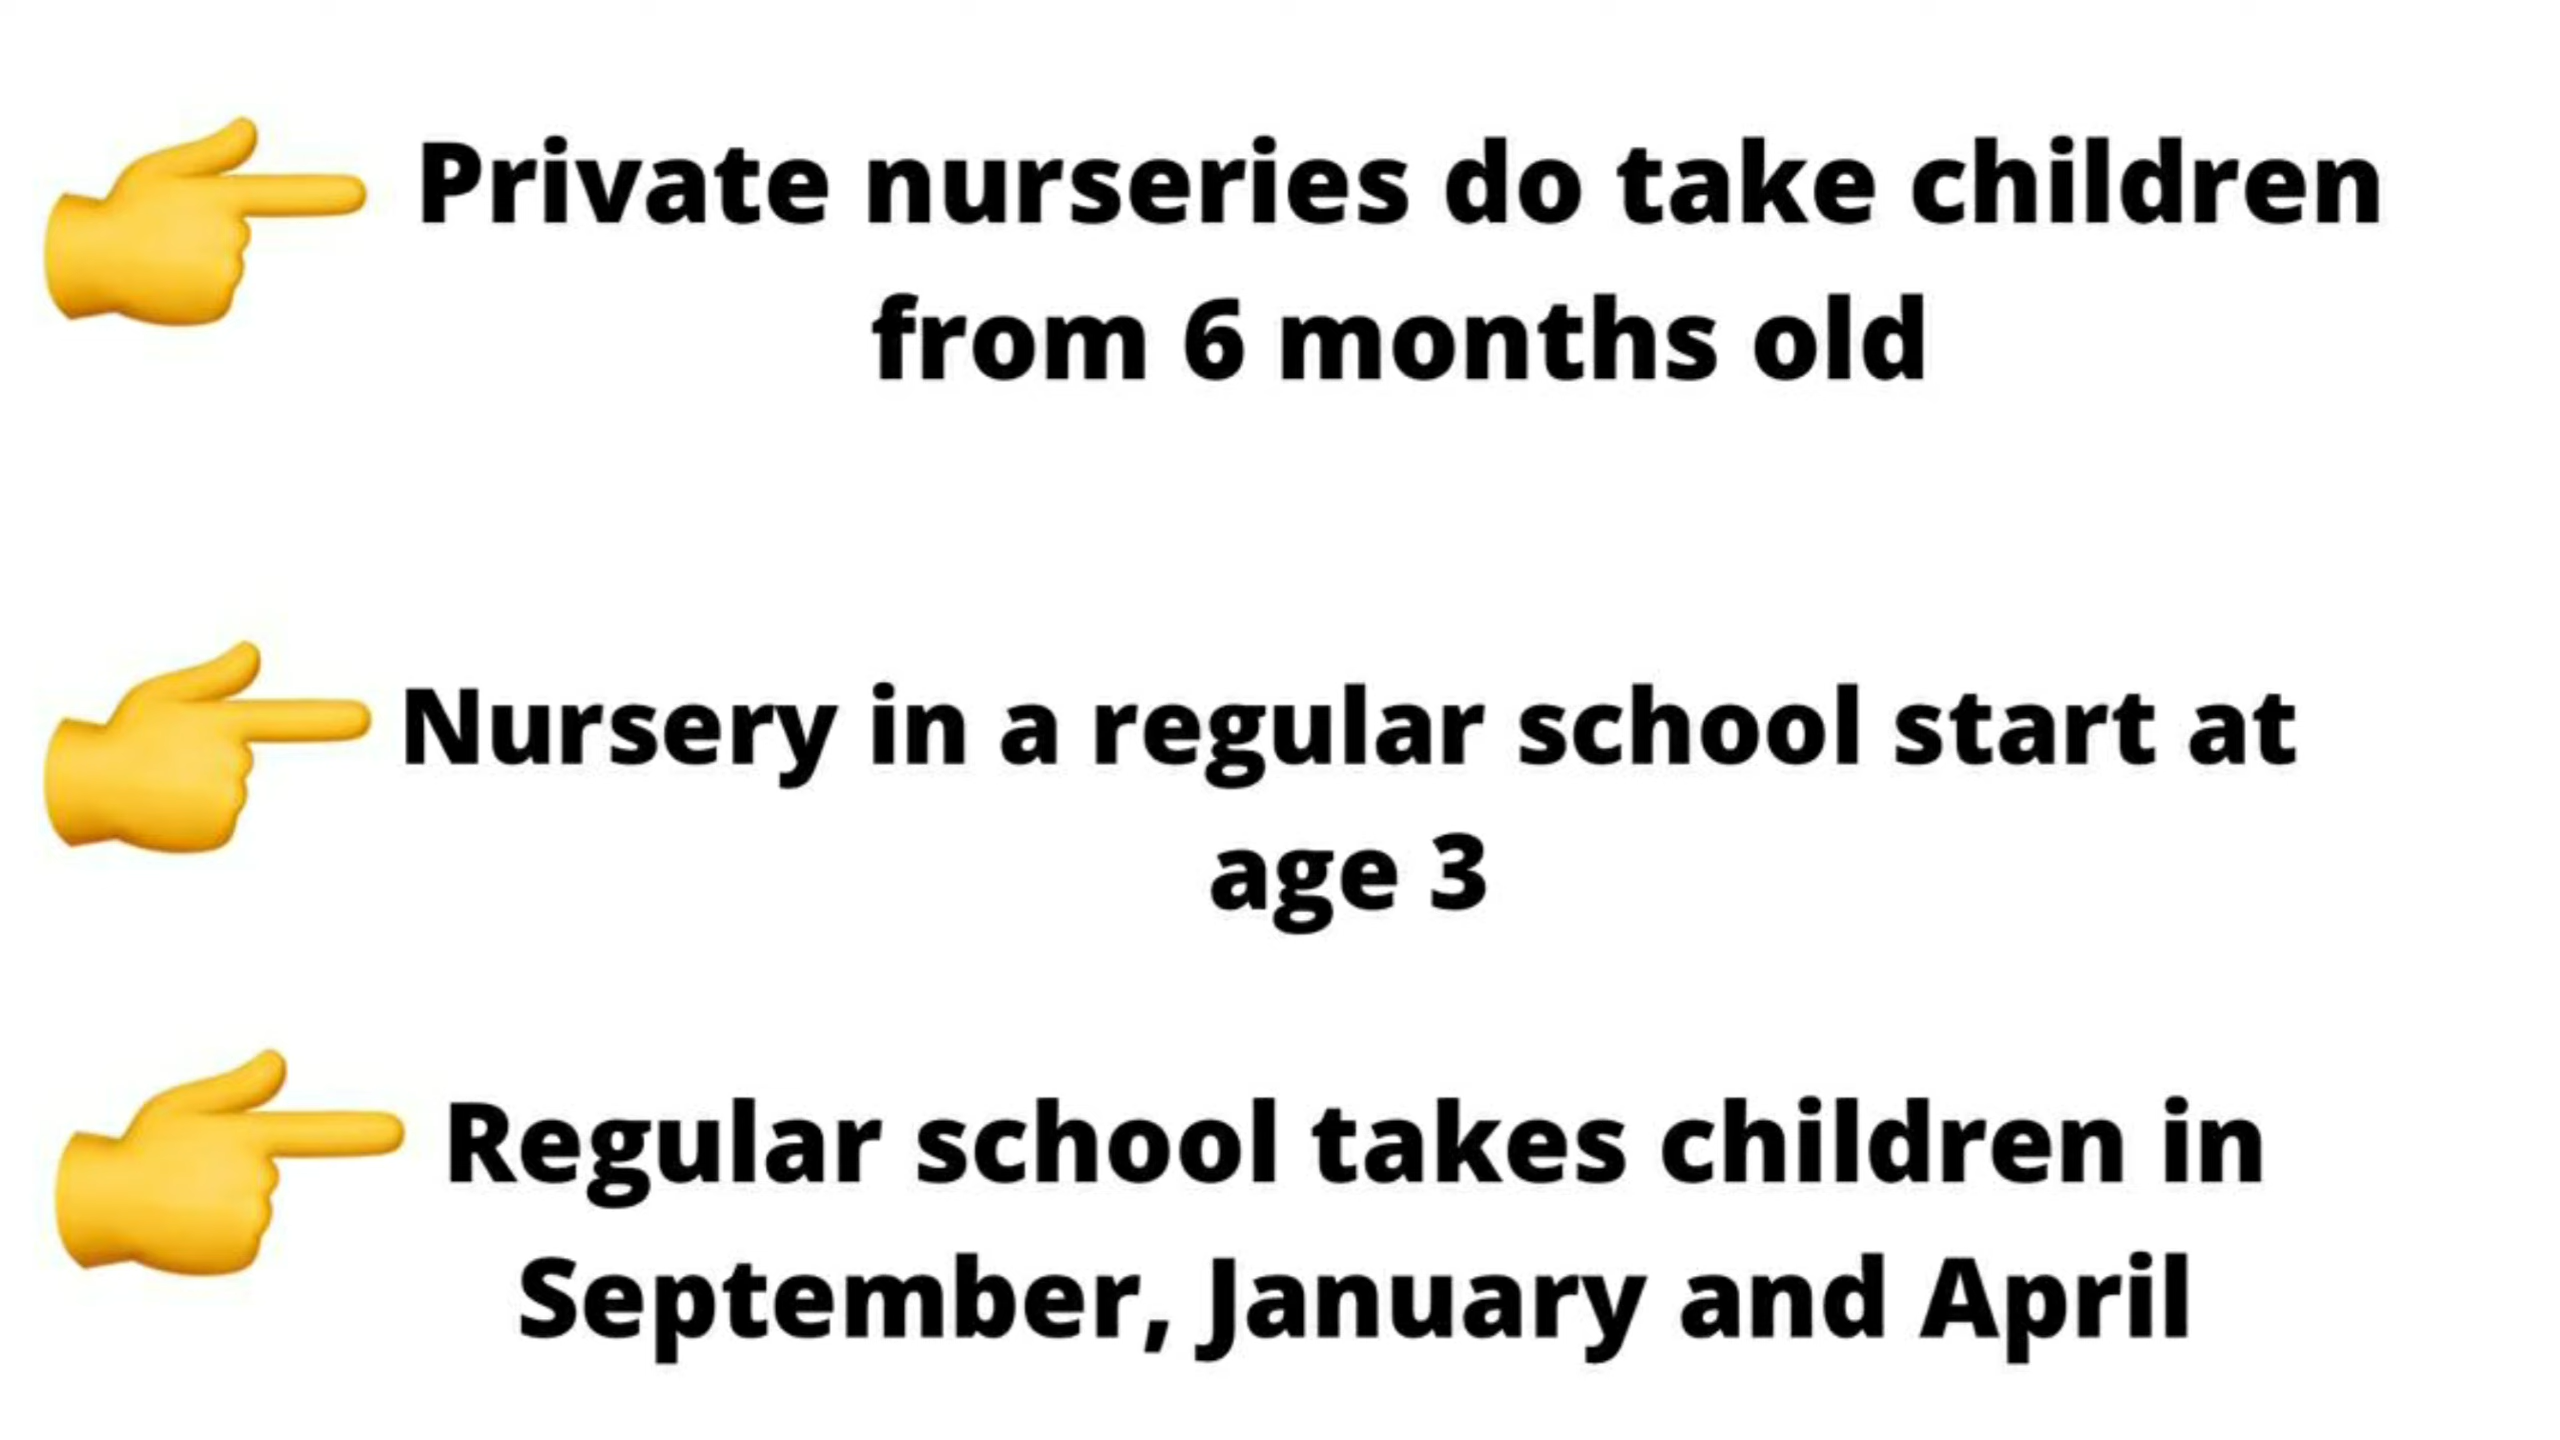 Private nurseries do take children
from 6 months old
Nursery in a regular school start at
age 3
Regular school takes children in
September, January and April